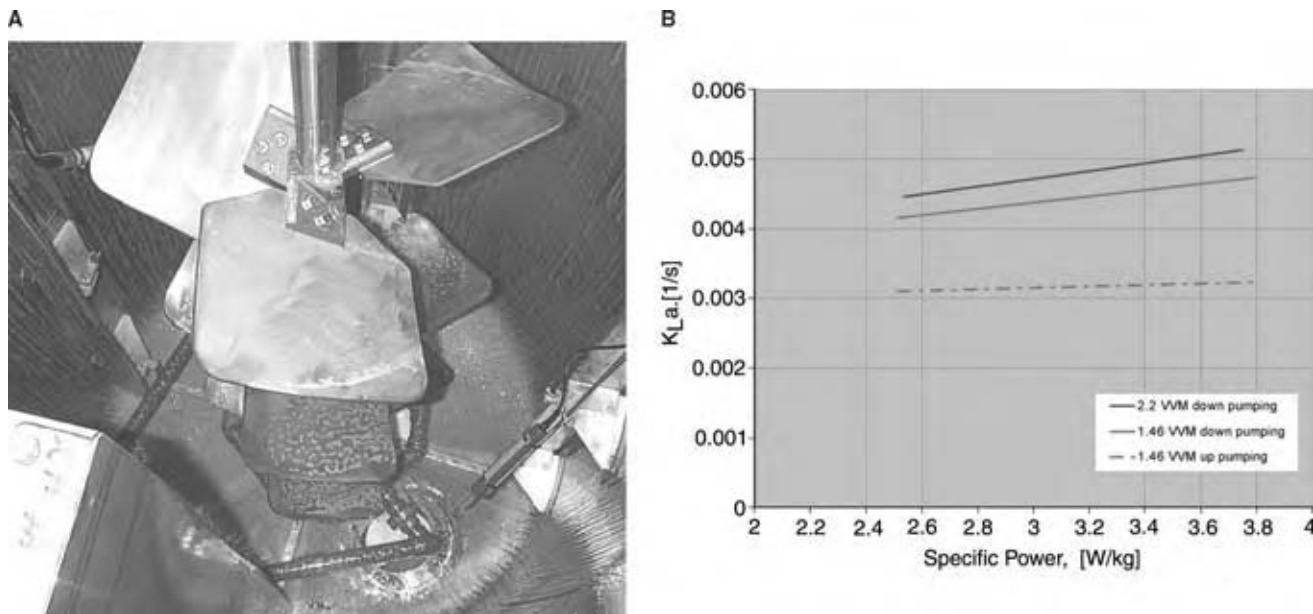 A
B
0.006
0.005
0.004
0.003
0.002
0.001
0
K_La.[1/s]
2.2 VVM down pumping
1.46 VVM down pumping
-1.46 VVM up pumping
2 2.2 2.4 2.6 2.8 3 3.2 3.4 3.6 3.8 4
Specific Power, [W/kg]